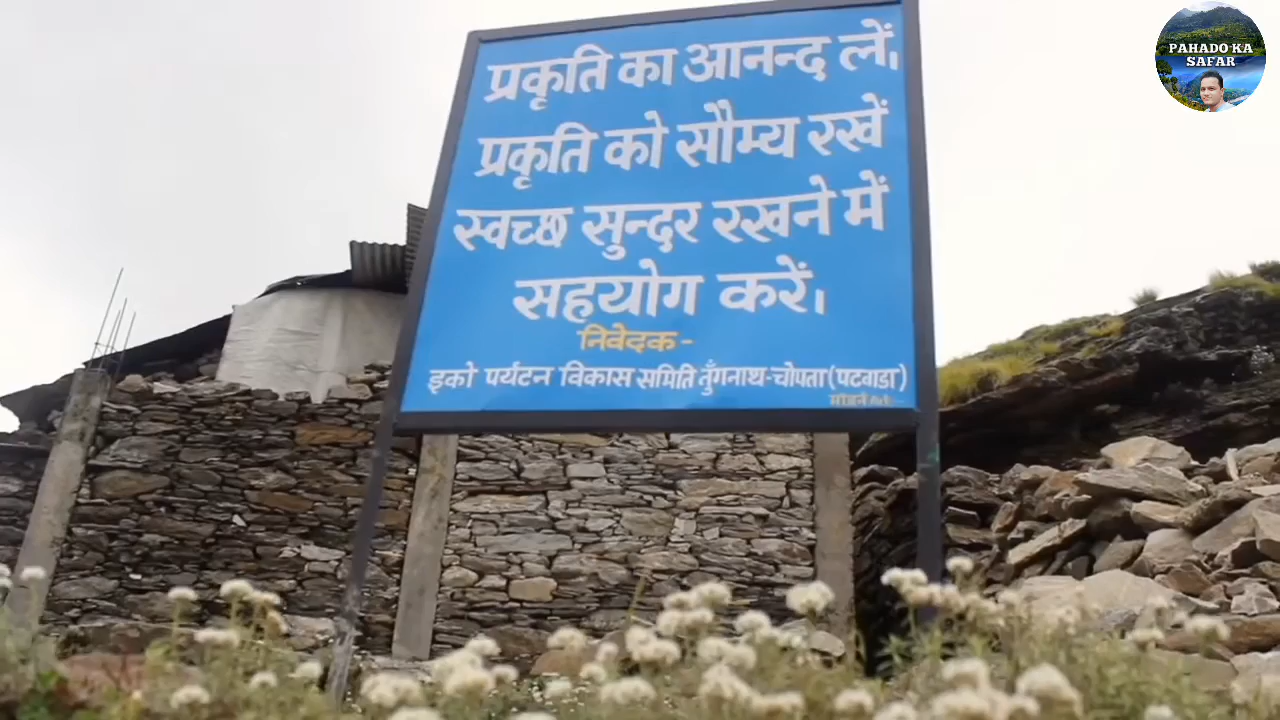 प्रकृति का आनन्द लें।
प्रकृति को सौम्य रखें
स्वच्छ सुन्दर रखने में
सहयोग करें।
निवेदक-
इको पर्यटन विकास समिति तुँगनाथ-चोपता (पटवाडा)
PAHADO KA
SAFAR